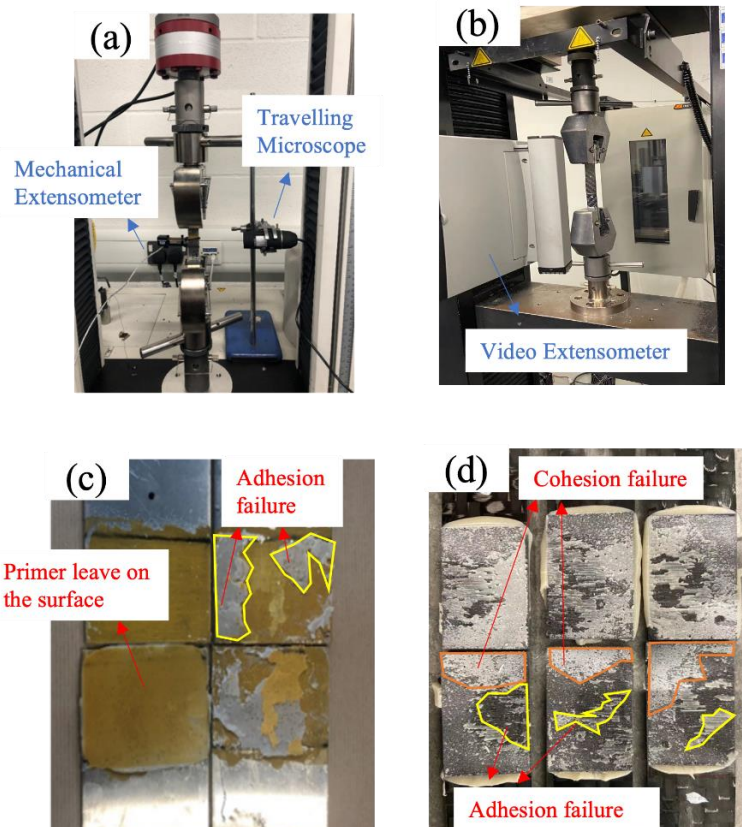 (a)
Travelling
Microscope
Mechanical
Extensometer
(b)
Video Extensometer
(c)
Adhesion
failure
Primer leave on
the surface
(d)
Cohesion failure
Adhesion failure